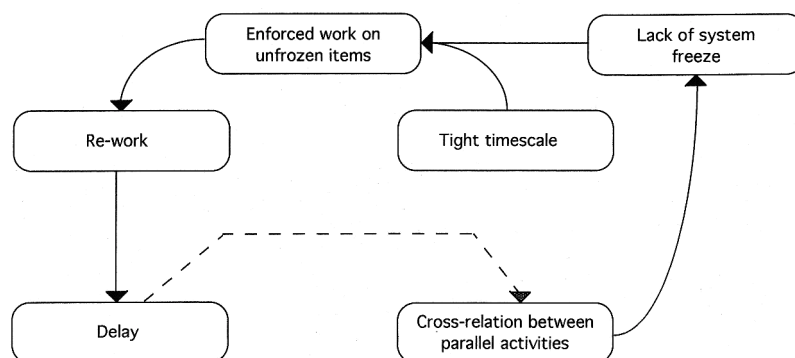 Enforced work on
unfrozen items
Lack of system
freeze
Re-work
Tight timescale
Delay
Cross-relation between
parallel activities